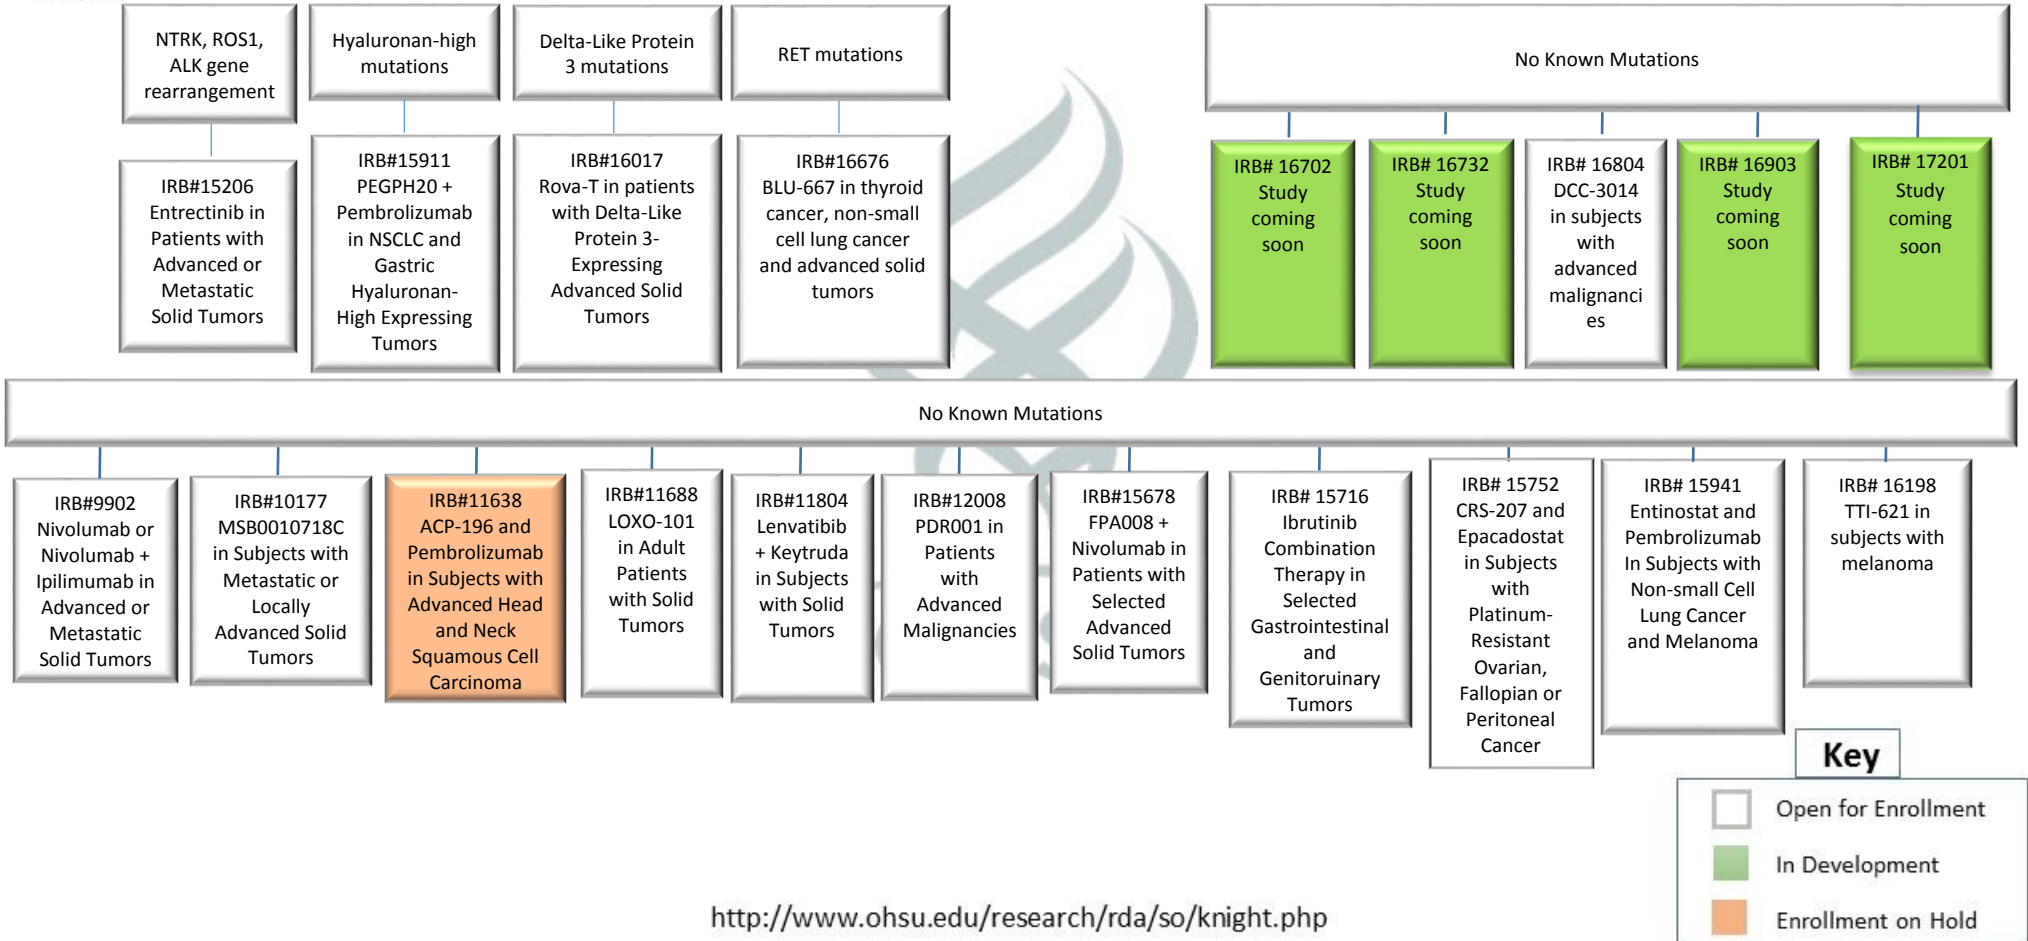 NTRK, ROS1,
ALK gene
rearrangement
Hyaluronan-high
mutations
Delta-Like Protein
3 mutations
RET mutations
No Known Mutations
IRB#15206
Entrectinib in
Patients with
Advanced or
Metastatic
Solid Tumors
IRB#15911
PEGPH20 +
Pembrolizumab
in NSCLC and
Gastric
Hyaluronan-
High Expressing
Tumors
IRB#16017
Rova-T in patients
with Delta-Like
Protein 3-
Expressing
Advanced Solid
Tumors
IRB#16676
BLU-667 in thyroid
cancer, non-small
cell lung cancer
and advanced solid
tumors
IRB# 16702
Study
coming
soon
IRB# 16732
Study
coming
soon
IRB# 16804
DCC-3014
in subjects
with
advanced
malignanci
es
IRB# 16903
Study
coming
soon
IRB# 17201
Study
coming
soon
No Known Mutations
IRB#9902
Nivolumab or
Nivolumab +
Ipilimumab in
Advanced or
Metastatic
Solid Tumors
IRB#10177
MSB0010718C
in Subjects with
Metastatic or
Locally
Advanced Solid
Tumors
IRB#11638
ACP-196 and
Pembrolizumab
in Subjects with
Advanced Head
and Neck
Squamous Cell
Carcinoma
IRB#11688
LOXO-101
in Adult
Patients
with Solid
Tumors
IRB#11804
Lenvatibib
+ Keytruda
in Subjects
with Solid
Tumors
IRB#12008
PDR001 in
Patients
with
Advanced
Malignancies
IRB#15678
FPA008 +
Nivolumab in
Patients with
Selected
Advanced
Solid Tumors
IRB# 15716
Ibrutinib
Combination
Therapy in
Selected
Gastrointestinal
and
Genitoruinary
Tumors
IRB# 15752
CRS-207 and
Epacadostat
in Subjects
with
Platinum-
Resistant
Ovarian,
Fallopian or
Peritoneal
Cancer
IRB# 15941
Entinostat and
Pembrolizumab
In Subjects with
Non-small Cell
Lung Cancer
and Melanoma
IRB# 16198
TTI-621 in
subjects with
melanoma
Key
Open for Enrollment
In Development
Enrollment on Hold
http://www.ohsu.edu/research/rda/so/knight.php